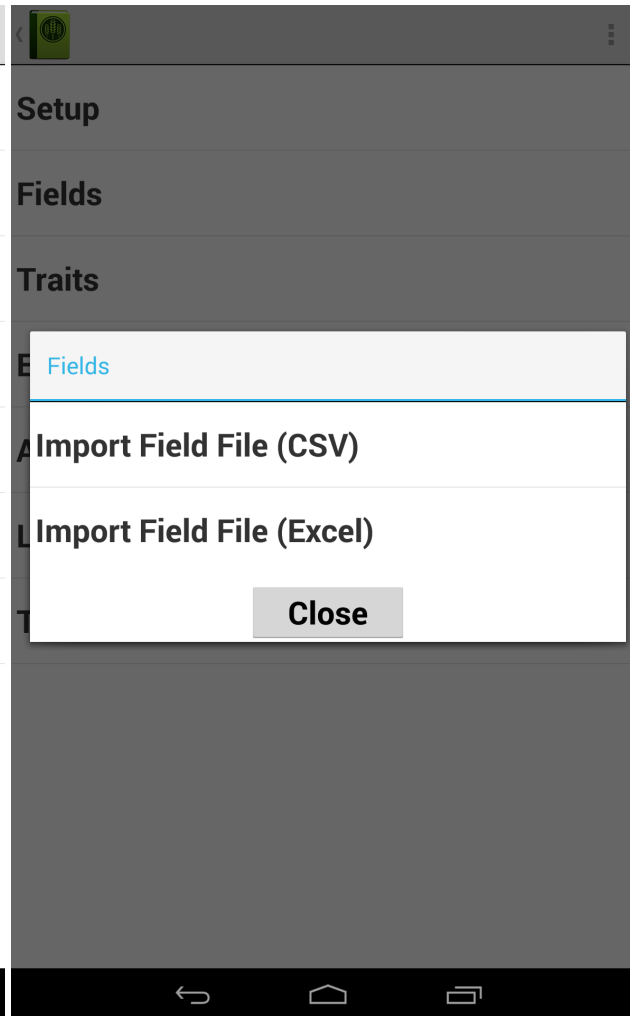 Setup
Fields
Traits
Fields
Import Field File (CSV)
Import Field File (Excel)
Close